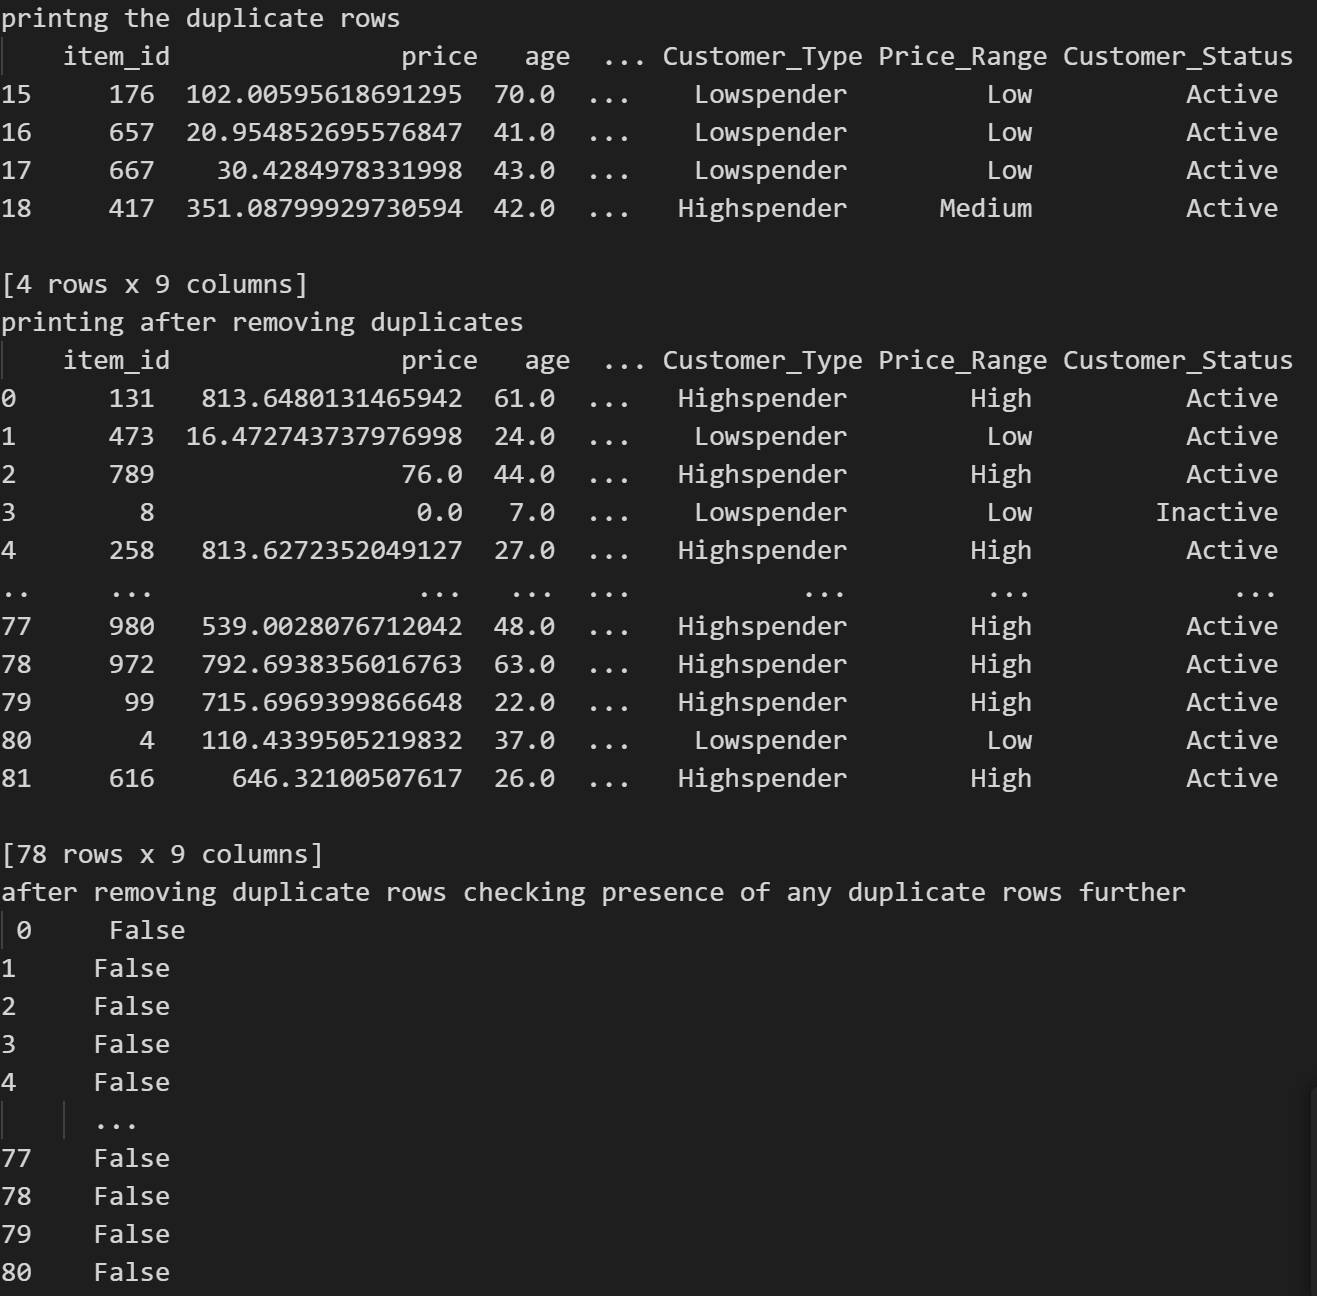 printng the duplicate rows
item_id price age ... Customer_Type Price_Range Customer_Status
15 176 102.00595618691295 70.0 ... Lowspender Low Active
16 657 20.954852695576847 41.0 ... Lowspender Low Active
17 667 30.4284978331998 43.0 ... Lowspender Low Active
18 417 351.08799929730594 42.0 ... Highspender Medium Active
[4 rows x 9 columns]
printing after removing duplicates
item_id price age ... Customer_Type Price_Range Customer_Status
0 131 813.6480131465942 61.0 ... Highspender High Active
1 473 16.472743737976998 24.0 ... Lowspender Low Active
2 789 76.0 44.0 ... Highspender High Active
3 8 0.0 7.0 ... Lowspender Low Inactive
4 258 813.6272352049127 27.0 ... Highspender High Active
.. ... ... ... ... ... ... ...
77 980 539.0028076712042 48.0 ... Highspender High Active
78 972 792.6938356016763 63.0 ... Highspender High Active
79 99 715.6969399866648 22.0 ... Highspender High Active
80 4 110.4339505219832 37.0 ... Lowspender Low Active
81 616 646.32100507617 26.0 ... Highspender High Active
[78 rows x 9 columns]
after removing duplicate rows checking presence of any duplicate rows further
0 False
1 False
2 False
3 False
4 False
...
77 False
78 False
79 False
80 False